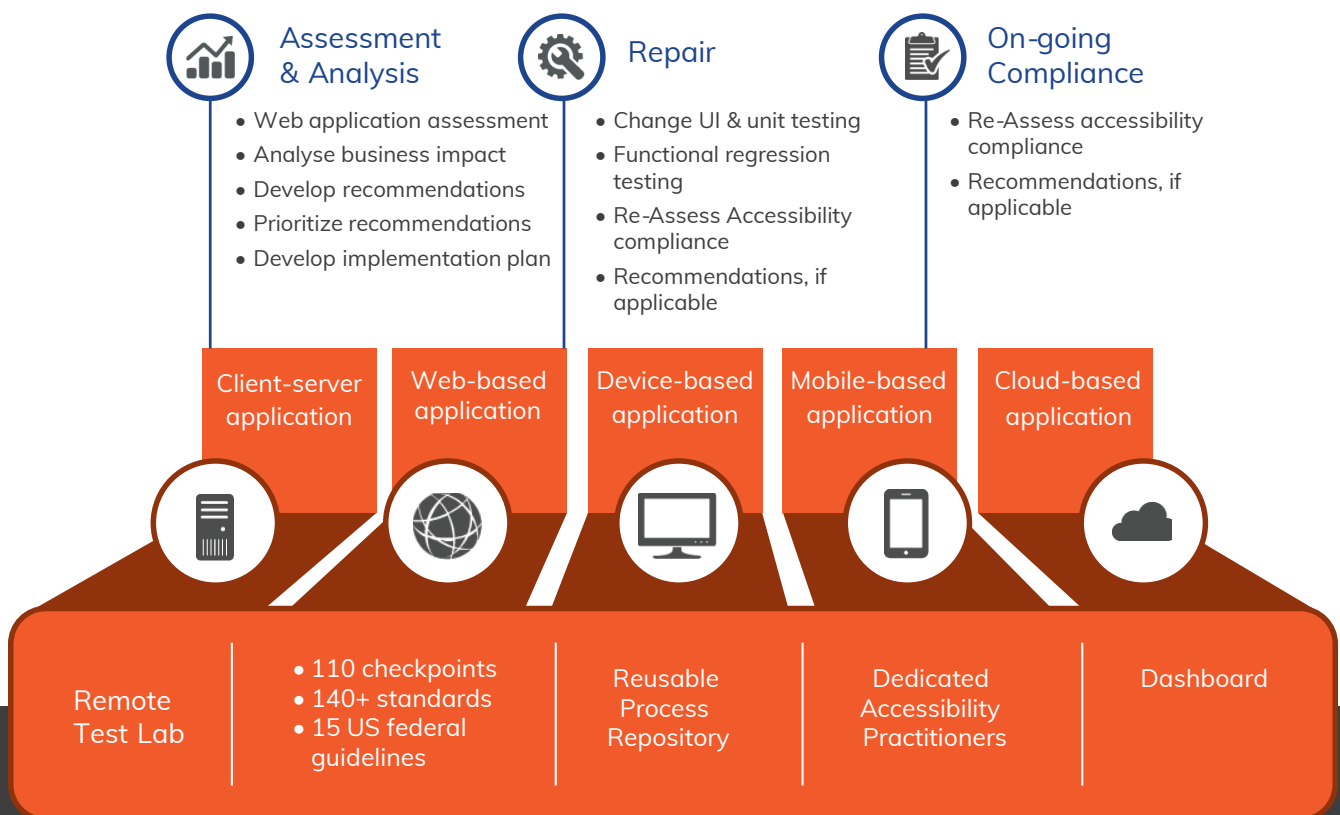 Assessment
& Analysis
• Web application assessment
• Analyse business impact
• Develop recommendations
• Prioritize recommendations
• Develop implementation plan
Repair
• Change UI & unit testing
• Functional regression
testing
• Re-Assess Accessibility
compliance
• Recommendations, if
applicable
On-going
Compliance
• Re-Assess accessibility
compliance
• Recommendations, if
applicable
Client-server
application
Web-based
application
Device-based
application
Mobile-based
application
Cloud-based
application
Remote
Test Lab
• 110 checkpoints
• 140+ standards
• 15 US federal
guidelines
Reusable
Process
Repository
Dedicated
Accessibility
Practitioners
Dashboard